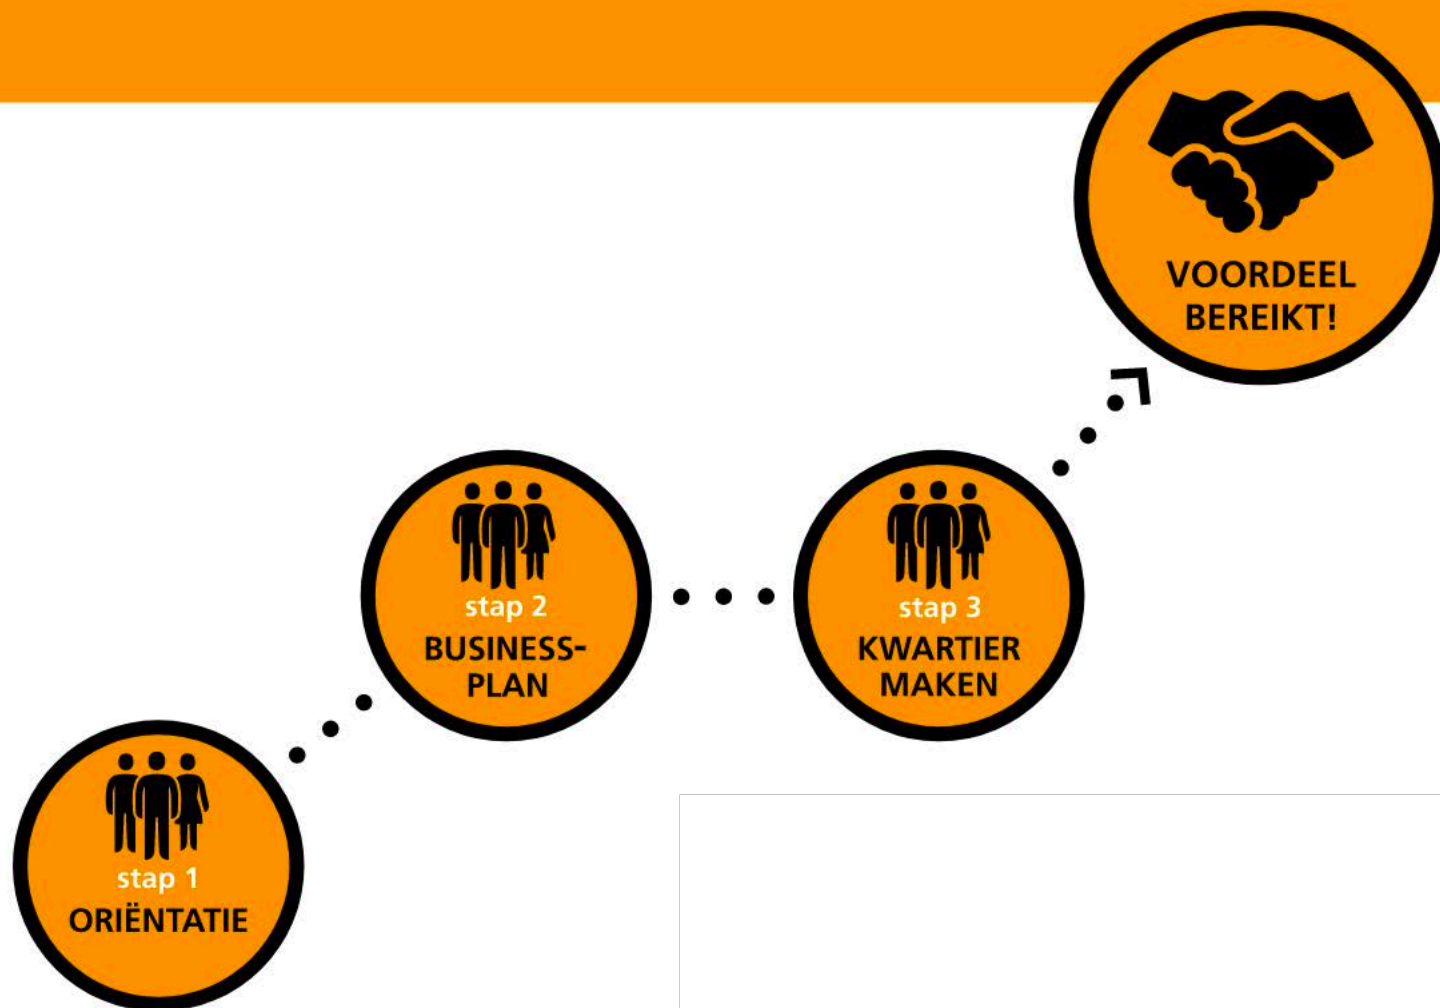 stap 1
ORIËNTATIE
stap 2
BUSINESS-
PLAN
stap 3
KWARTIER
MAKEN
VOORDEEL
BEREIKT!